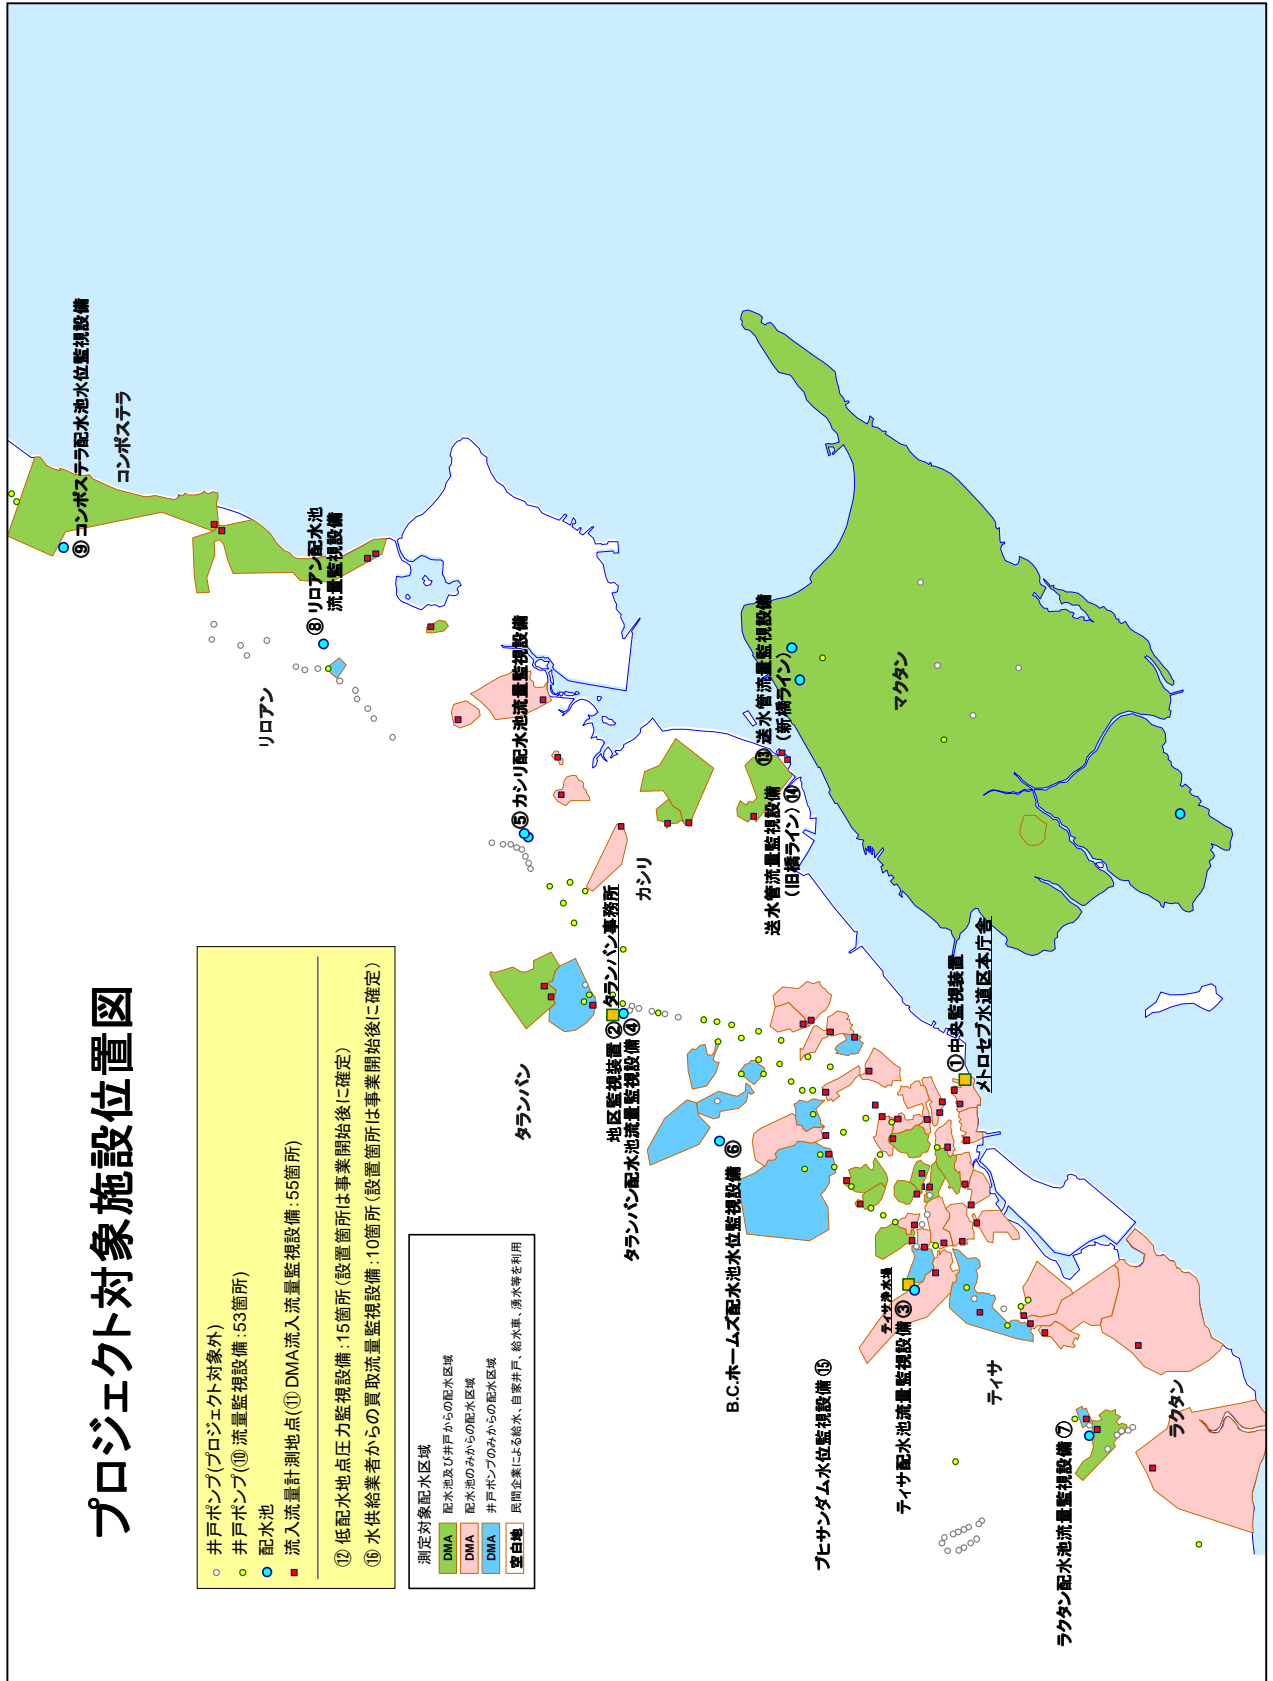 プロジェクト対象施設位置図
井戸ポンプ(プロジェクト対象外)
井戸ポンプ(⑩ 流量監視設備:53箇所)
配水池
流入流量計測地点(⑪ DMA流入流量監視設備:55箇所)
⑫ 低配水地点圧力監視設備:15箇所(設置箇所は事業開始後に確定)
⑯ 水供給業者からの買取流量監視設備:10箇所(設置箇所は事業開始後に確定)
測定対象配水区域
DMA 配水池及び井戸からの配水区域
DMA 配水池のみからの配水区域
DMA 井戸ポンプのみからの配水区域
空白地 民間企業による給水、自家井戸、給水車、湧水等を利用
⑨ コンポステラ配水池水位監視設備
コンポステラ
⑧ リロアン配水池
流量監視設備
リロアン
⑤ カシリ配水池流量監視設備
カシリ
タランバン
地区監視装置 ② タランバン事務所
タランバン配水池流量監視設備 ④
B.C.ホームズ配水池水位監視設備 ⑥
⑬ 送水管流量監視設備
(新橋ライン)
送水管流量監視設備
(旧橋ライン) ⑭
マクタン
① 中央監視装置
メトロセブ水道区本庁舎
ティサ浄水場
ティサ配水池流量監視設備 ③
ブヒサンダム水位監視設備 ⑮
ティサ
ラクタン配水池流量監視設備 ⑦
ラクタン